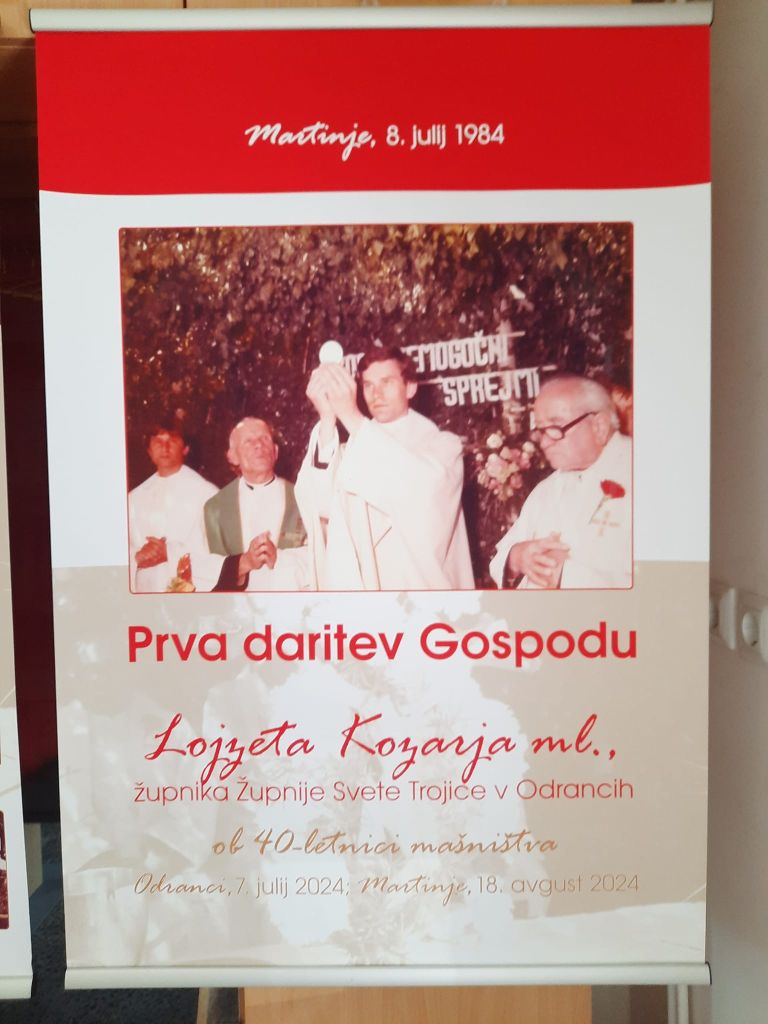 Martinje, 8. julij 1984
EMOGOČNI
SPREJMI
Prva daritev Gospodu
Lojzeta Kozarja ml.,
župnika Župnije Svete Trojice v Odrancih
ob 40-letnici mašništva
Odranci, 7. julij 2024; Martinje, 18. avgust 2024